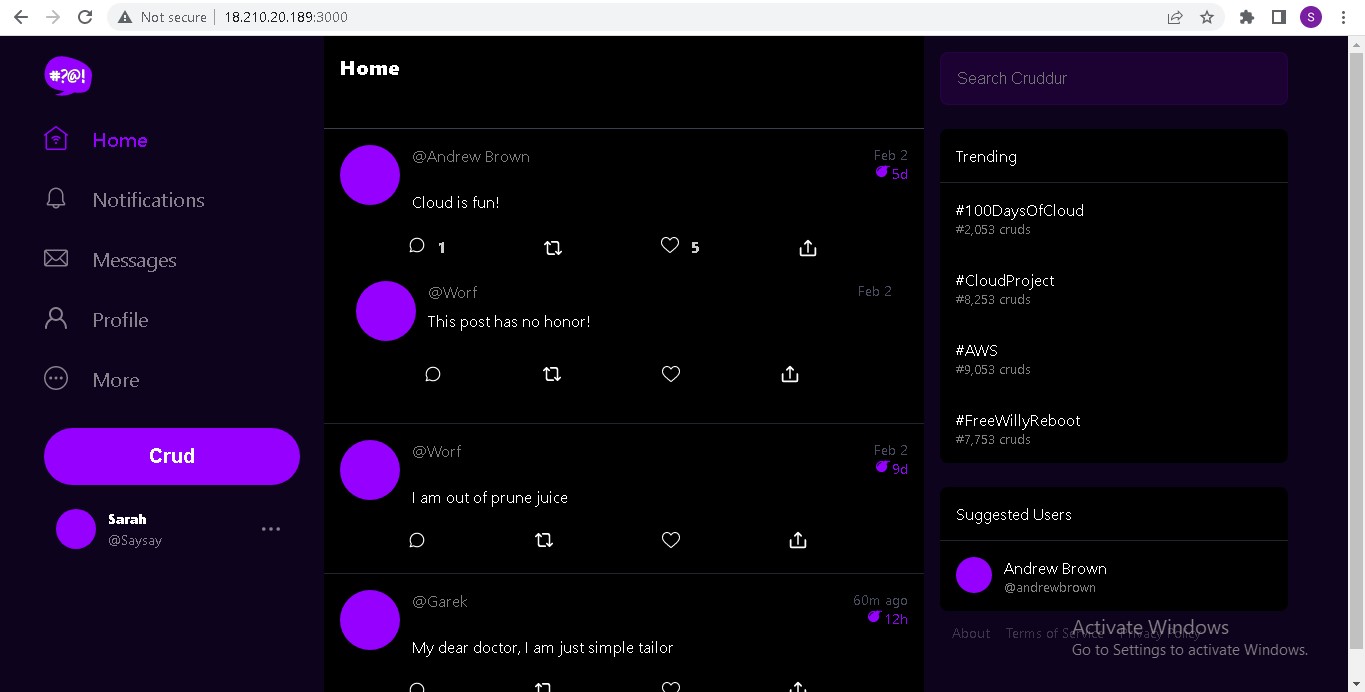 Not secure
18.210.20.189:3000
S
#?@!
Home
Notifications
Messages
Profile
More
Crud
Sarah
@Saysay
Home
@Andrew Brown
Feb 2
5d
Cloud is fun!
1
5
@Worf
Feb 2
This post has no honor!
@Worf
Feb 2
9d
I am out of prune juice
@Garek
60m ago
12h
My dear doctor, I am just simple tailor
Search Cruddur
Trending
#100DaysOfCloud
#2,053 cruds
#CloudProject
#8,253 cruds
#AWS
#9,053 cruds
#FreeWillyReboot
#7,753 cruds
Suggested Users
Andrew Brown
@andrewbrown
About Terms of Service Privacy Policy
Activate Windows
Go to Settings to activate Windows.